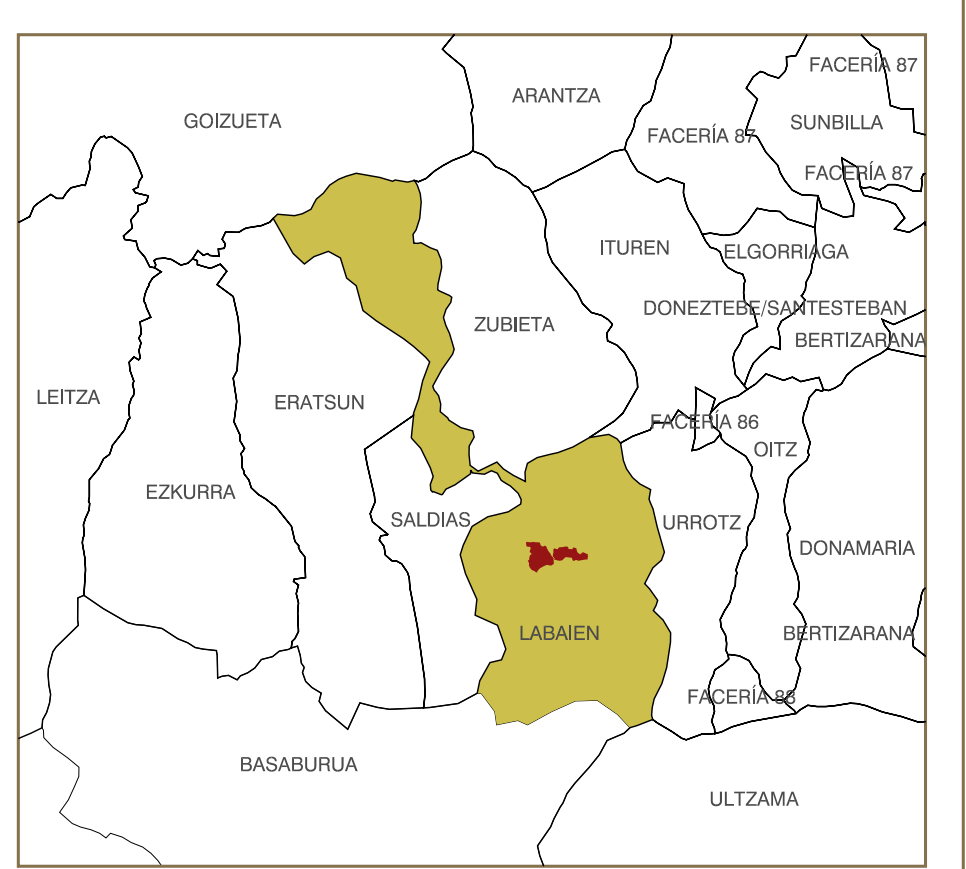 FACERÍA 87
ARANTZA
GOIZUETA
SUNBILLA
FACERÍA 87
FACERÍA 87
ITUREN
ELGORRIAGA
DONEZTEBE/SANTESTEBAN
ZUBIETA
BERTIZARANA
LEITZA
ERATSUN
FACERÍA 86
OITZ
EZKURRA
SALDIAS
URROTZ
DONAMARIA
LABAIEN
BERTIZARANA
FACERÍA 88
BASABURUA
ULTZAMA